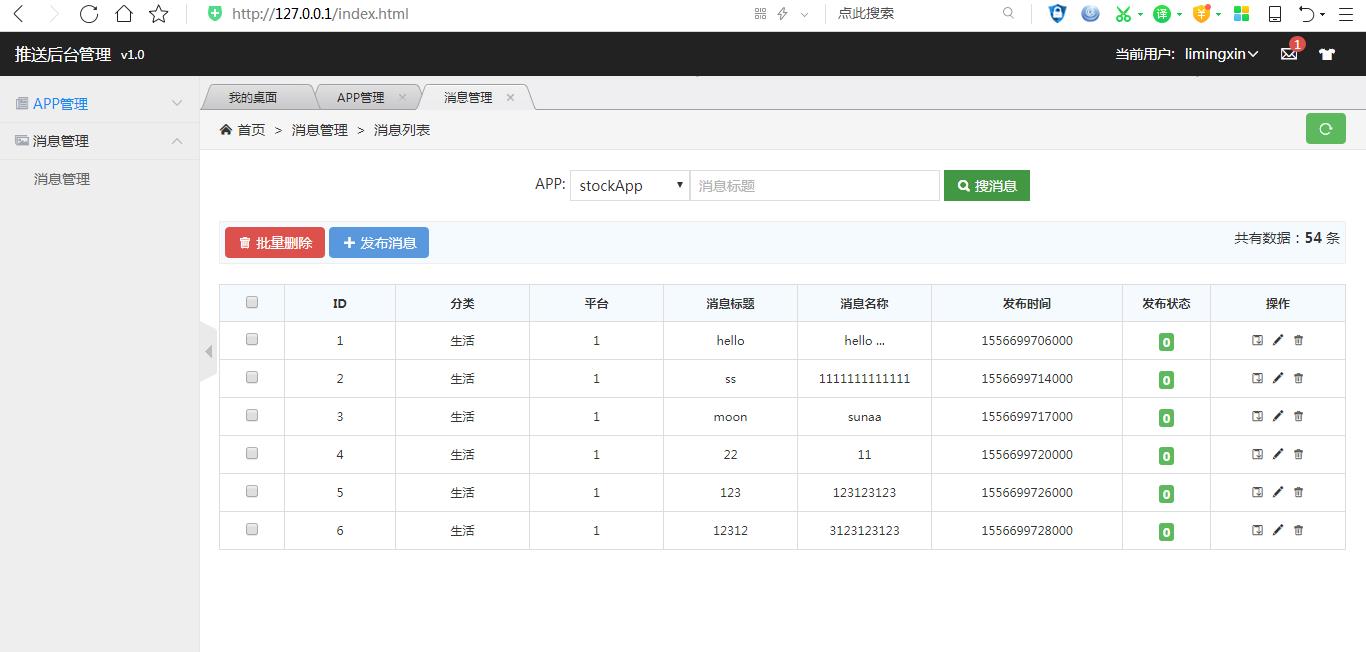 http://127.0.0.1/index.html
点此搜索
译
推送后台管理 v1.0
当前用户: limingxin
1
APP管理
消息管理
消息管理
我的桌面
APP管理
消息管理
首页 > 消息管理 > 消息列表
APP: stockApp 消息标题 搜消息
批量删除 发布消息
共有数据：54 条
ID 分类 平台 消息标题 消息名称 发布时间 发布状态 操作
1 生活 1 hello hello ... 1556699706000 0
2 生活 1 ss 1111111111111 1556699714000 0
3 生活 1 moon sunaa 1556699717000 0
4 生活 1 22 11 1556699720000 0
5 生活 1 123 123123123 1556699726000 0
6 生活 1 12312 3123123123 1556699728000 0